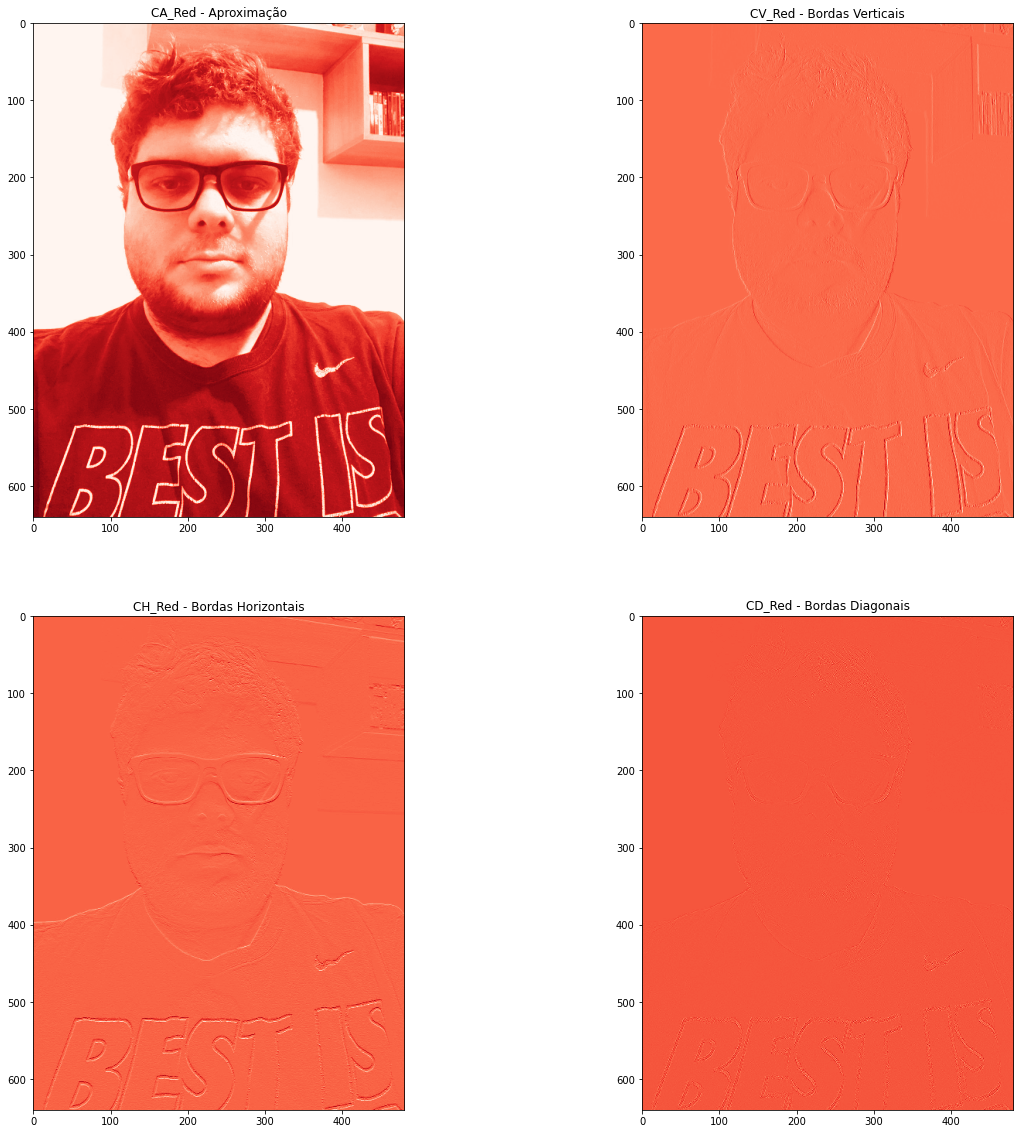 CA_Red - Aproximação
0
100
200
300
400
500
600
BEST IS
0 100 200 300 400
CV_Red - Bordas Verticais
0
100
200
300
400
500
600
BEST IS
0 100 200 300 400
CH_Red - Bordas Horizontais
0
100
200
300
400
500
600
BEST IS
0 100 200 300 400
CD_Red - Bordas Diagonais
0
100
200
300
400
500
600
BEST IS
0 100 200 300 400